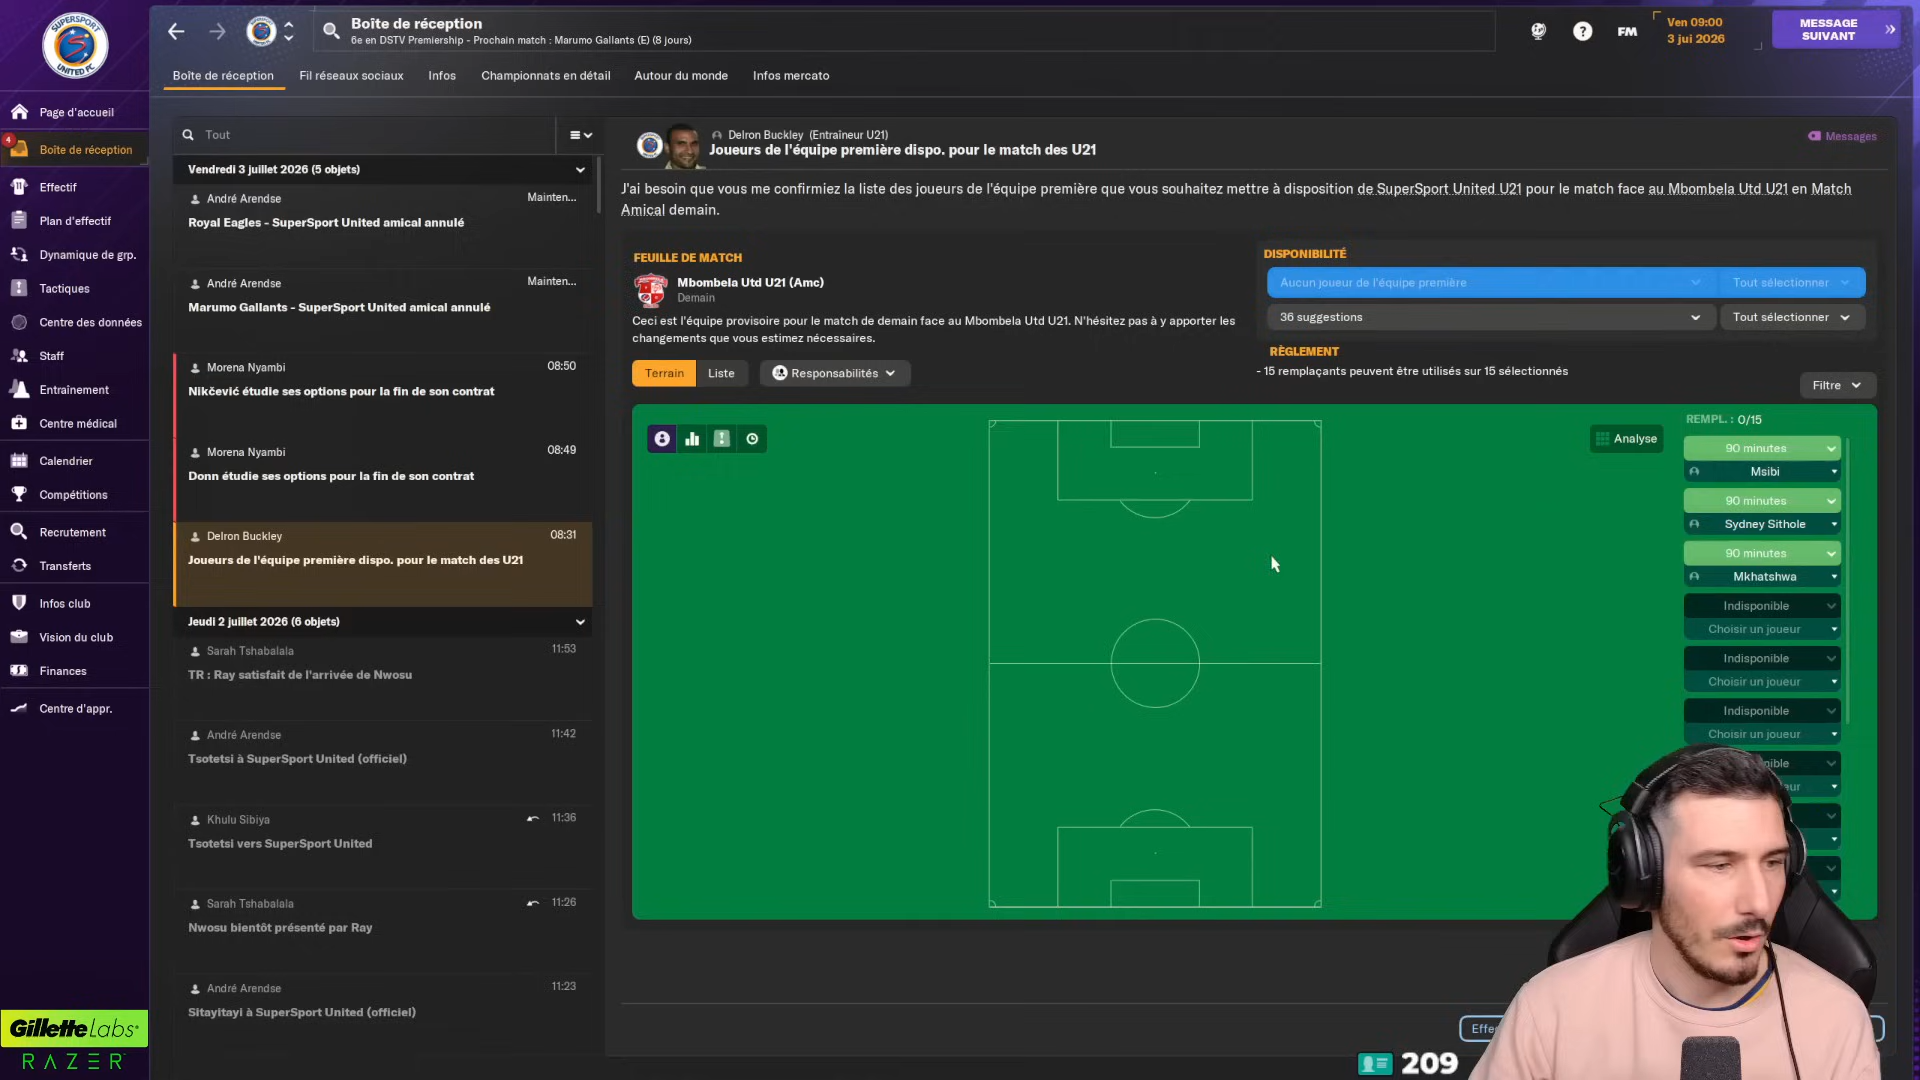 SUPERSPORT
UNITED FC
Boîte de réception
6e en DSTV Premiership - Prochain match : Marumo Gallants (E) (8 jours)
FM
Ven 09:00
3 jui 2026
MESSAGE
SUIVANT
Boîte de réception
Fil réseaux sociaux
Infos
Championnats en détail
Autour du monde
Infos mercato
Page d'accueil
4
Boîte de réception
Effectif
Plan d'effectif
Dynamique de grp.
Tactiques
Centre des données
Staff
Entraînement
Centre médical
Calendrier
Compétitions
Recrutement
Transferts
Infos club
Vision du club
Finances
Centre d'appr.
Gillette Labs
RAZER
Tout
Vendredi 3 juillet 2026 (5 objets)
André Arendse
Mainten...
Royal Eagles - SuperSport United amical annulé
André Arendse
Mainten...
Marumo Gallants - SuperSport United amical annulé
Morena Nyambi
08:50
Nikčević étudie ses options pour la fin de son contrat
Morena Nyambi
08:49
Donn étudie ses options pour la fin de son contrat
Delron Buckley
08:31
Joueurs de l'équipe première dispo. pour le match des U21
Jeudi 2 juillet 2026 (6 objets)
Sarah Tshabalala
11:53
TR : Ray satisfait de l'arrivée de Nwosu
André Arendse
11:42
Tsotetsi à SuperSport United (officiel)
Khulu Sibiya
11:36
Tsotetsi vers SuperSport United
Sarah Tshabalala
11:26
Nwosu bientôt présenté par Ray
André Arendse
11:23
Sitayitayi à SuperSport United (officiel)
Delron Buckley (Entraîneur U21)
Messages
Joueurs de l'équipe première dispo. pour le match des U21
J'ai besoin que vous me confirmiez la liste des joueurs de l'équipe première que vous souhaitez mettre à disposition de SuperSport United U21 pour le match face au Mbombela Utd U21 en Match
Amical demain.
FEUILLE DE MATCH
Mbombela Utd U21 (Amc)
Demain
Ceci est l'équipe provisoire pour le match de demain face au Mbombela Utd U21. N'hésitez pas à y apporter les
changements que vous estimez nécessaires.
DISPONIBILITÉ
Aucun joueur de l'équipe première
Tout sélectionner
36 suggestions
Tout sélectionner
RÈGLEMENT
- 15 remplaçants peuvent être utilisés sur 15 sélectionnés
Terrain
Liste
Responsabilités
Filtre
Analyse
REMPL. : 0/15
90 minutes
Msibi
90 minutes
Sydney Sithole
90 minutes
Mkhatshwa
Indisponible
Choisir un joueur
Indisponible
Choisir un joueur
Indisponible
Choisir un joueur
209